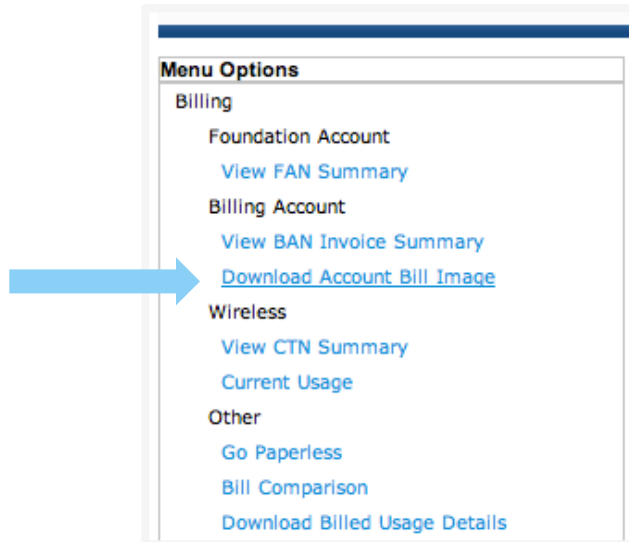 Menu Options
Billing
Foundation Account
View FAN Summary
Billing Account
View BAN Invoice Summary
Download Account Bill Image
Wireless
View CTN Summary
Current Usage
Other
Go Paperless
Bill Comparison
Download Billed Usage Details